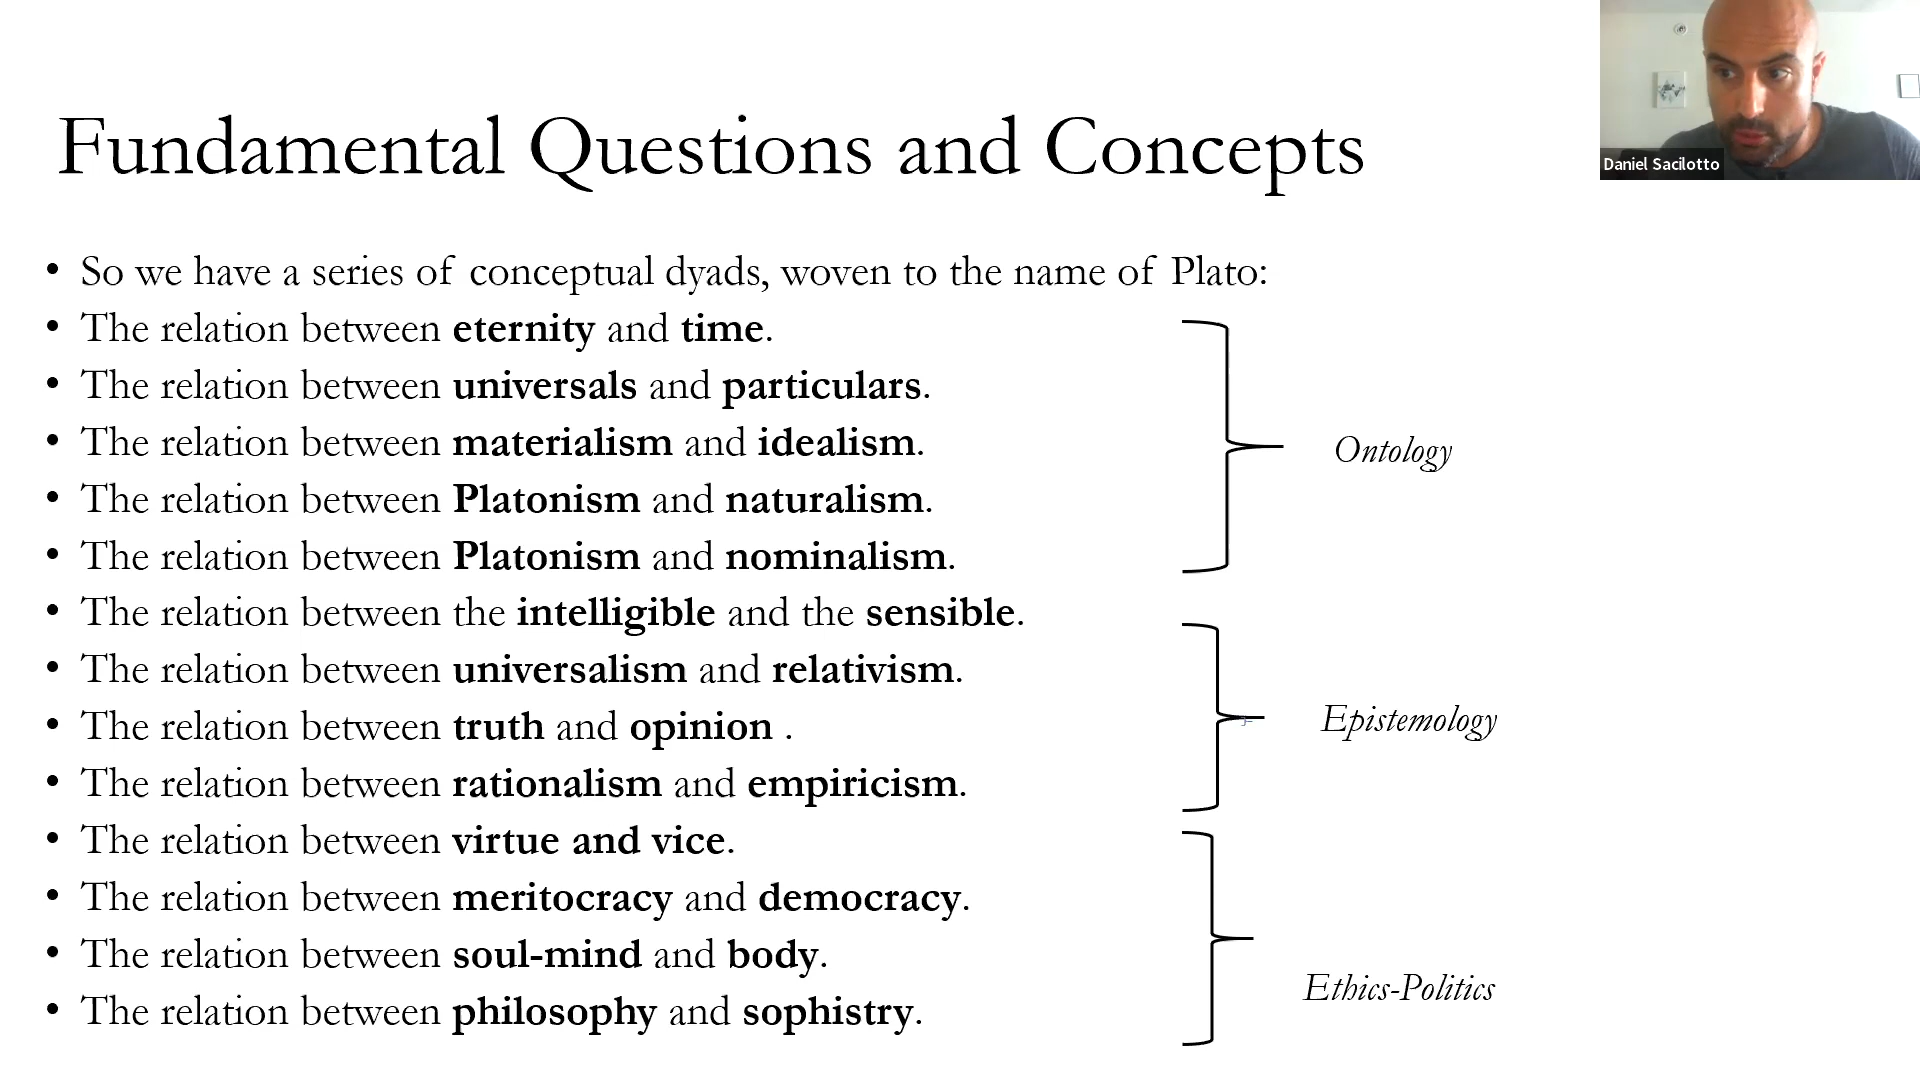 Fundamental Questions and Concepts
Daniel Sacilotto
• So we have a series of conceptual dyads, woven to the name of Plato:
• The relation between eternity and time.
• The relation between universals and particulars.
• The relation between materialism and idealism.
• The relation between Platonism and naturalism.
• The relation between Platonism and nominalism.
Ontology
• The relation between the intelligible and the sensible.
• The relation between universalism and relativism.
• The relation between truth and opinion .
• The relation between rationalism and empiricism.
Epistemology
• The relation between virtue and vice.
• The relation between meritocracy and democracy.
• The relation between soul-mind and body.
• The relation between philosophy and sophistry.
Ethics-Politics